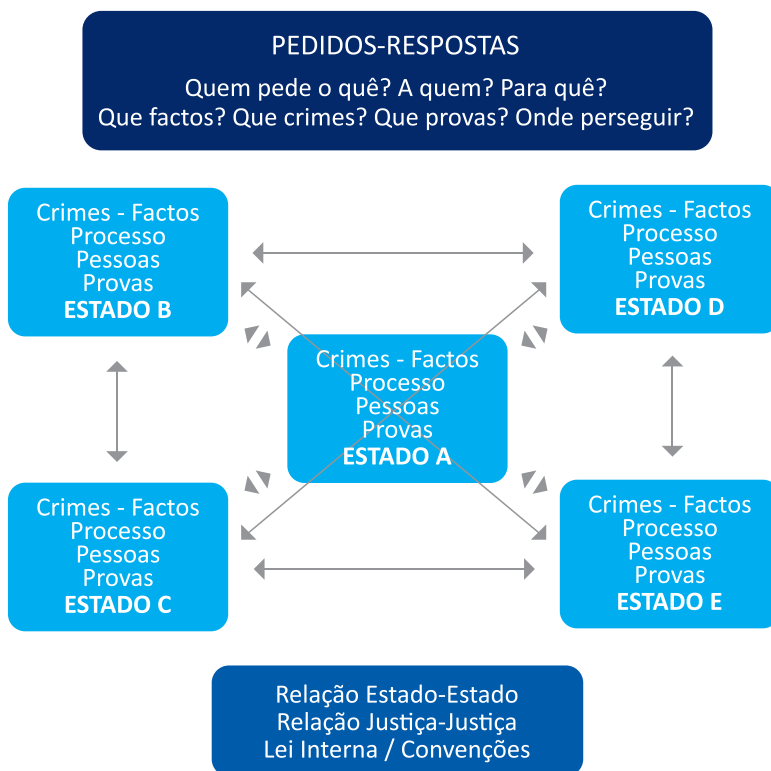 PEDIDOS-RESPOSTAS
Quem pede o quê? A quem? Para quê?
Que factos? Que crimes? Que provas? Onde perseguir?
Crimes - Factos
Processo
Pessoas
Provas
ESTADO B
Crimes - Factos
Processo
Pessoas
Provas
ESTADO D
Crimes - Factos
Processo
Pessoas
Provas
ESTADO A
Crimes - Factos
Processo
Pessoas
Provas
ESTADO C
Crimes - Factos
Processo
Pessoas
Provas
ESTADO E
Relação Estado-Estado
Relação Justiça-Justiça
Lei Interna / Convenções